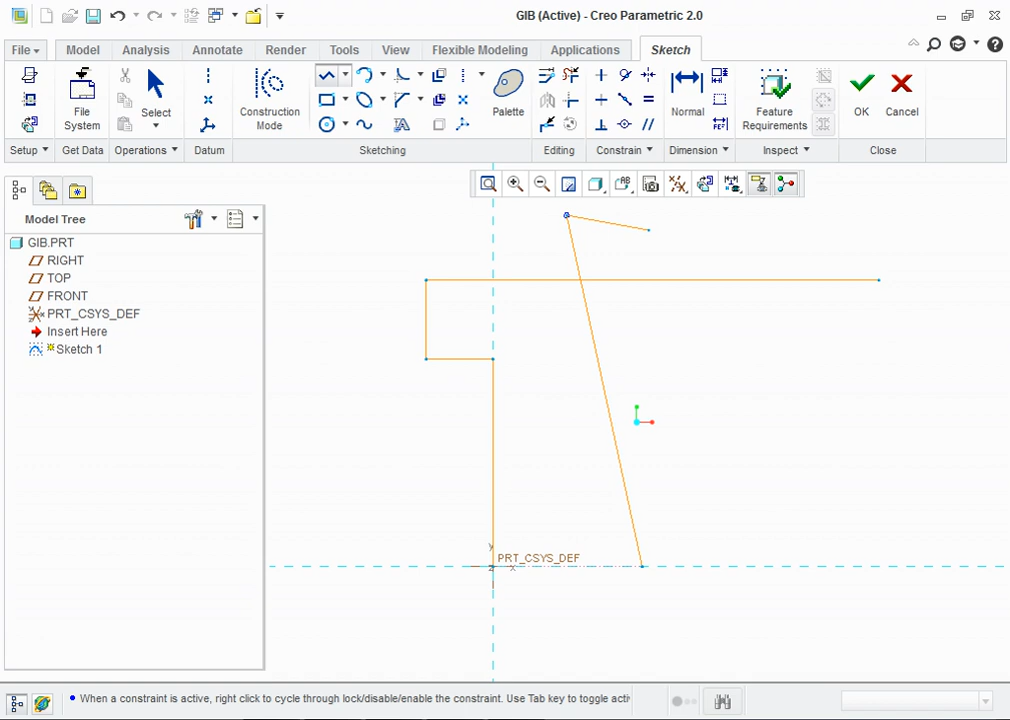 GIB (Active) - Creo Parametric 2.0
File Model Analysis Annotate Render Tools View Flexible Modeling Applications Sketch
File System
Select
Construction Mode
Palette
Normal
Feature Requirements
OK
Cancel
Setup Get Data Operations Datum Sketching Editing Constrain Dimension Inspect Close
Model Tree
GIB.PRT
RIGHT
TOP
FRONT
PRT_CSYS_DEF
Insert Here
Sketch 1
y
PRT_CSYS_DEF
z x
When a constraint is active, right click to cycle through lock/disable/enable the constraint. Use Tab key to toggle acti